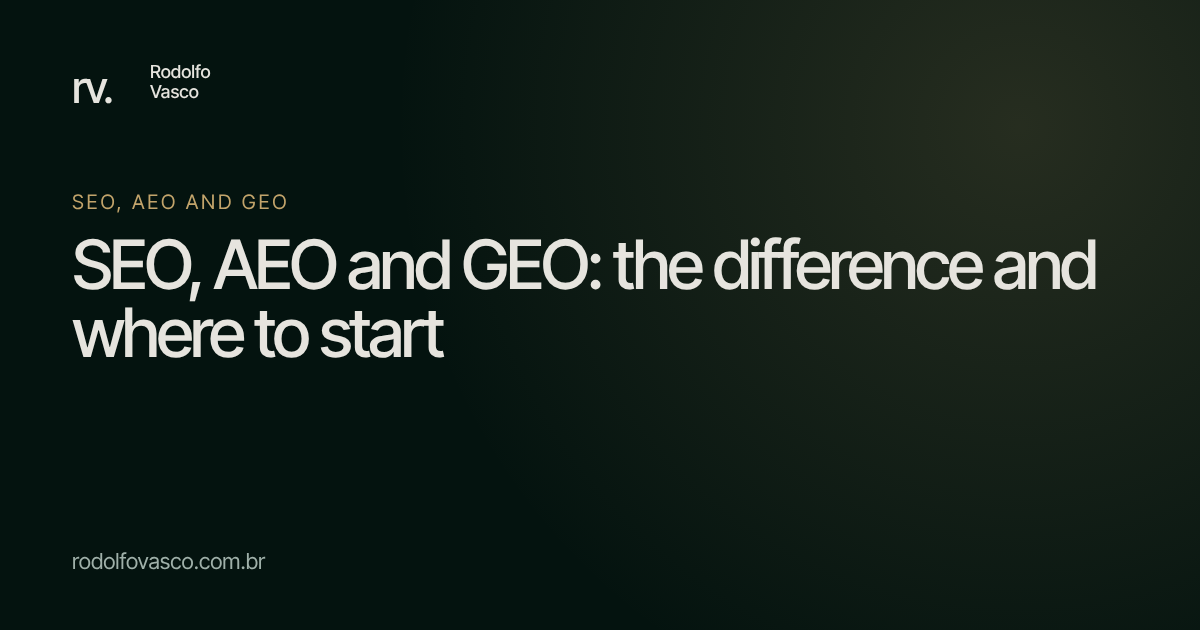 rv.
Rodolfo
Vasco
SEO, AEO AND GEO
SEO, AEO and GEO: the difference and
where to start
rodolfovasco.com.br